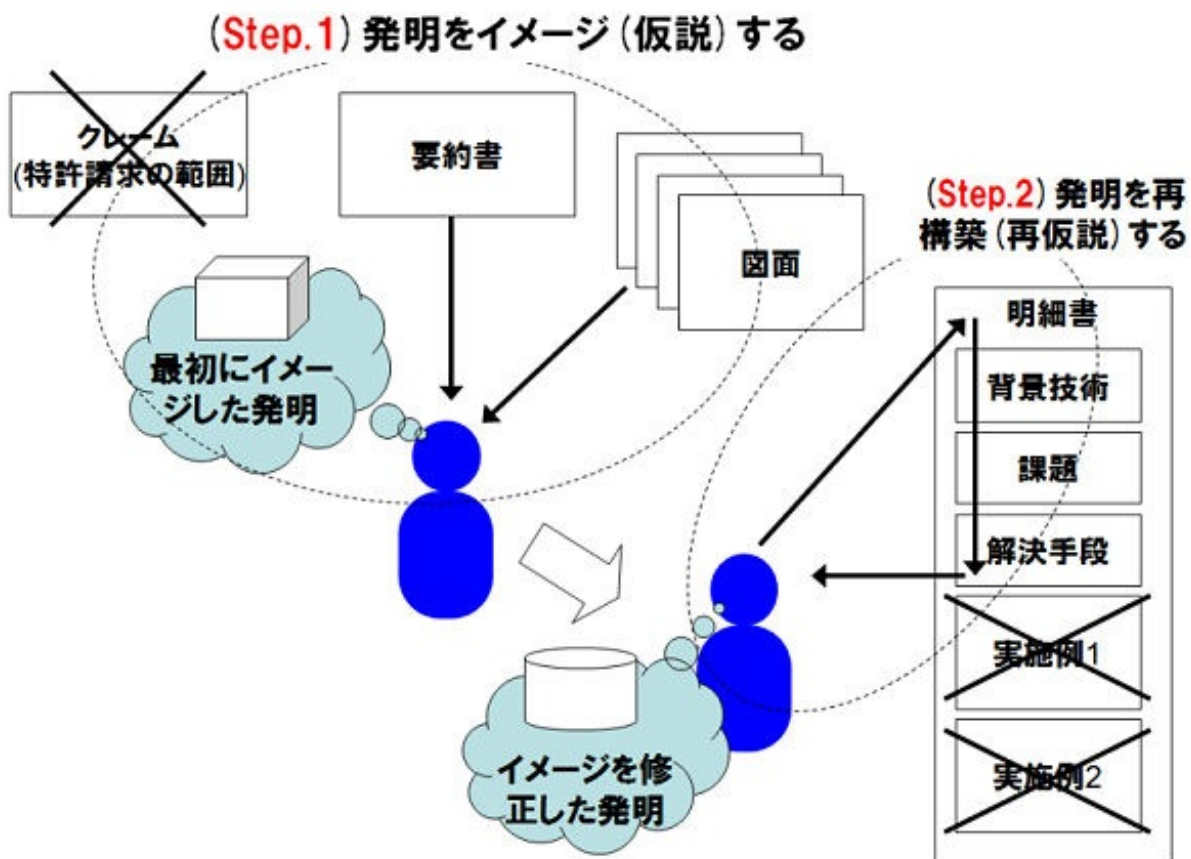 (Step.1) 発明をイメージ(仮説)する
クレーム
(特許請求の範囲)
要約書
図面
最初にイメー
ジした発明
(Step.2) 発明を再
構築(再仮説)する
明細書
背景技術
課題
解決手段
実施例1
実施例2
イメージを修
正した発明